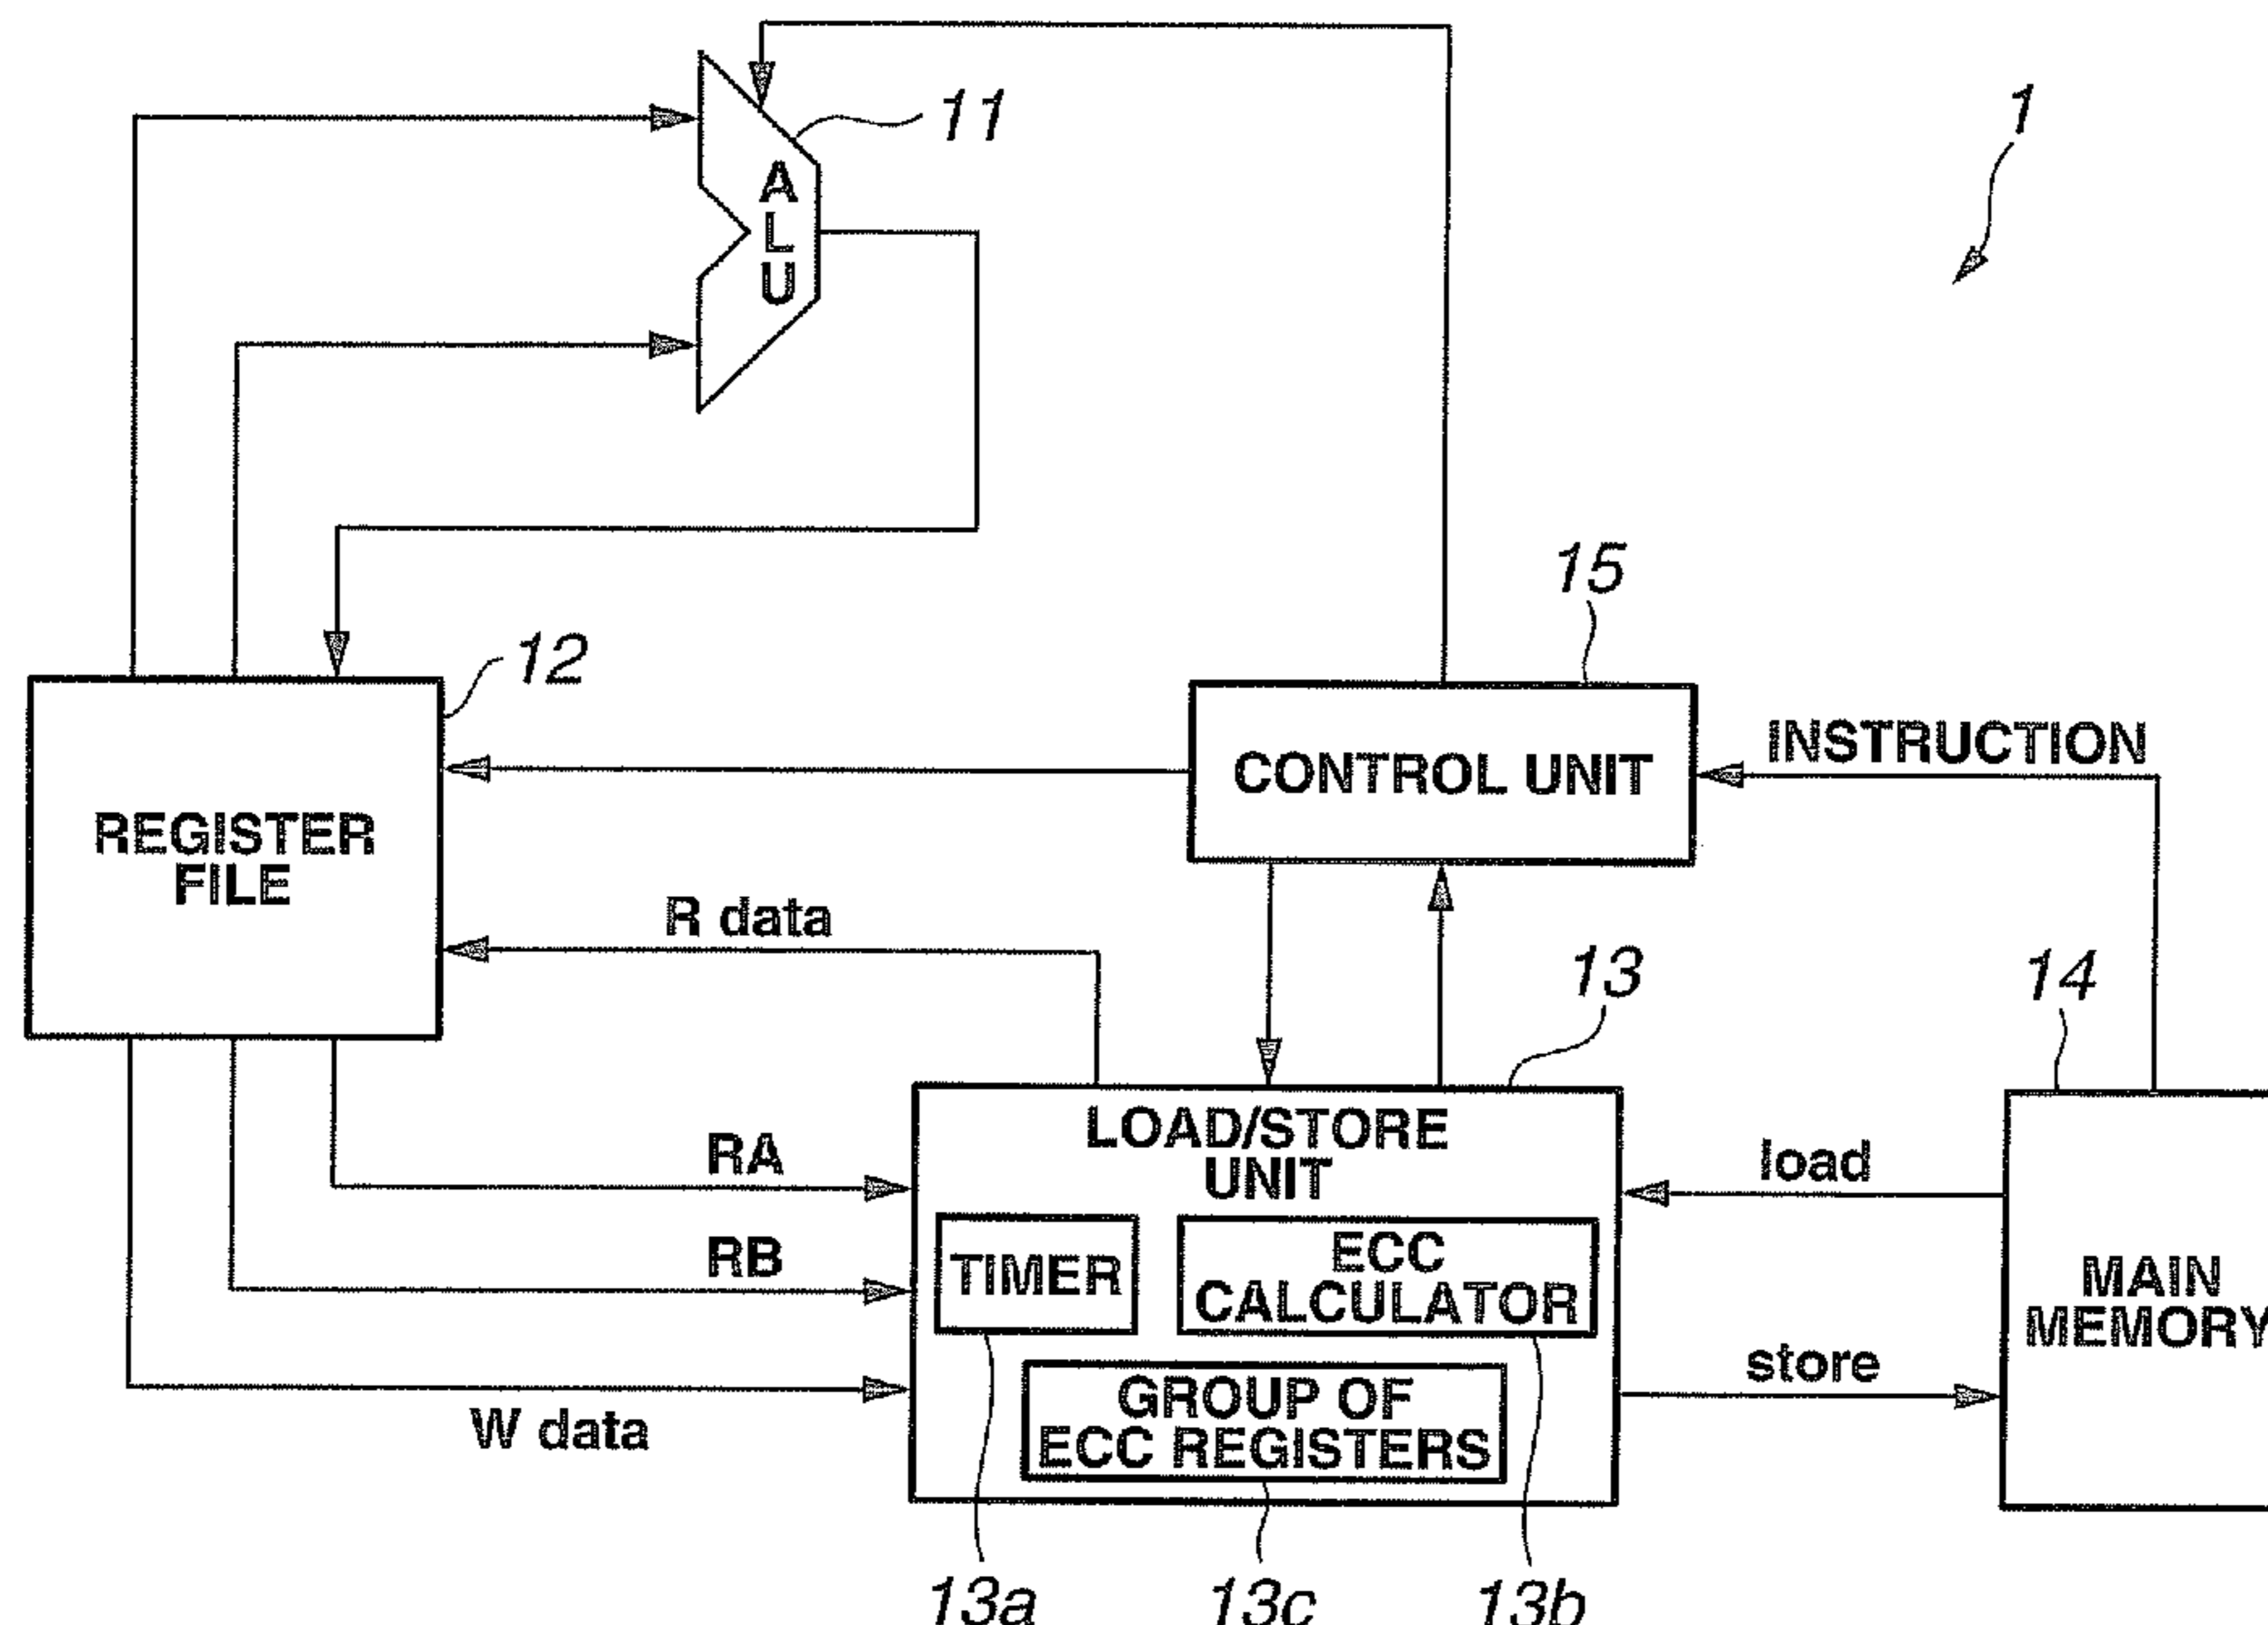 11
1
A
L
U
15
12
INSTRUCTION
CONTROL UNIT
REGISTER
FILE
R data
13
14
LOAD/STORE
UNIT
RA
load
RB
TIMER
ECC
CALCULATOR
MAIN
MEMORY
store
GROUP OF
ECC REGISTERS
W data
13a
13c
13b